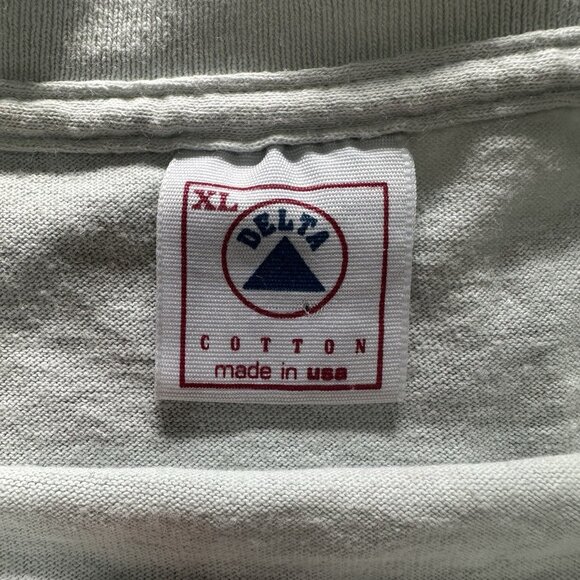 XL
DELTA
COTTON
made in usa